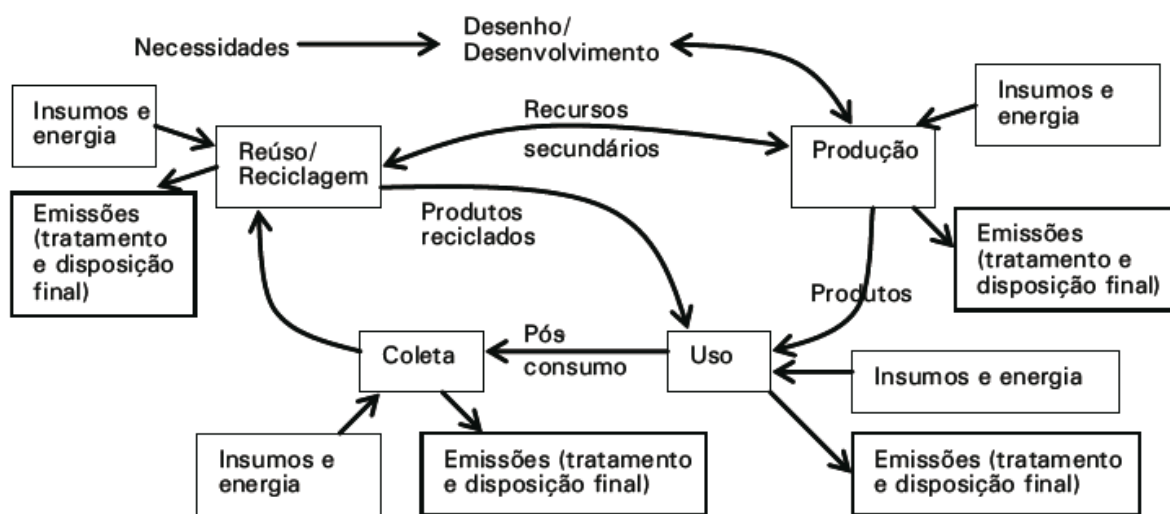 Necessidades
Desenho/
Desenvolvimento
Insumos e
energia
Recursos
secundários
Insumos e
energia
Reúso/
Reciclagem
Produção
Emissões
(tratamento
e disposição
final)
Produtos
reciclados
Emissões
(tratamento e
disposição final)
Produtos
Coleta
Pós
consumo
Uso
Insumos e energia
Insumos e
energia
Emissões (tratamento
e disposição final)
Emissões (tratamento
e disposição final)